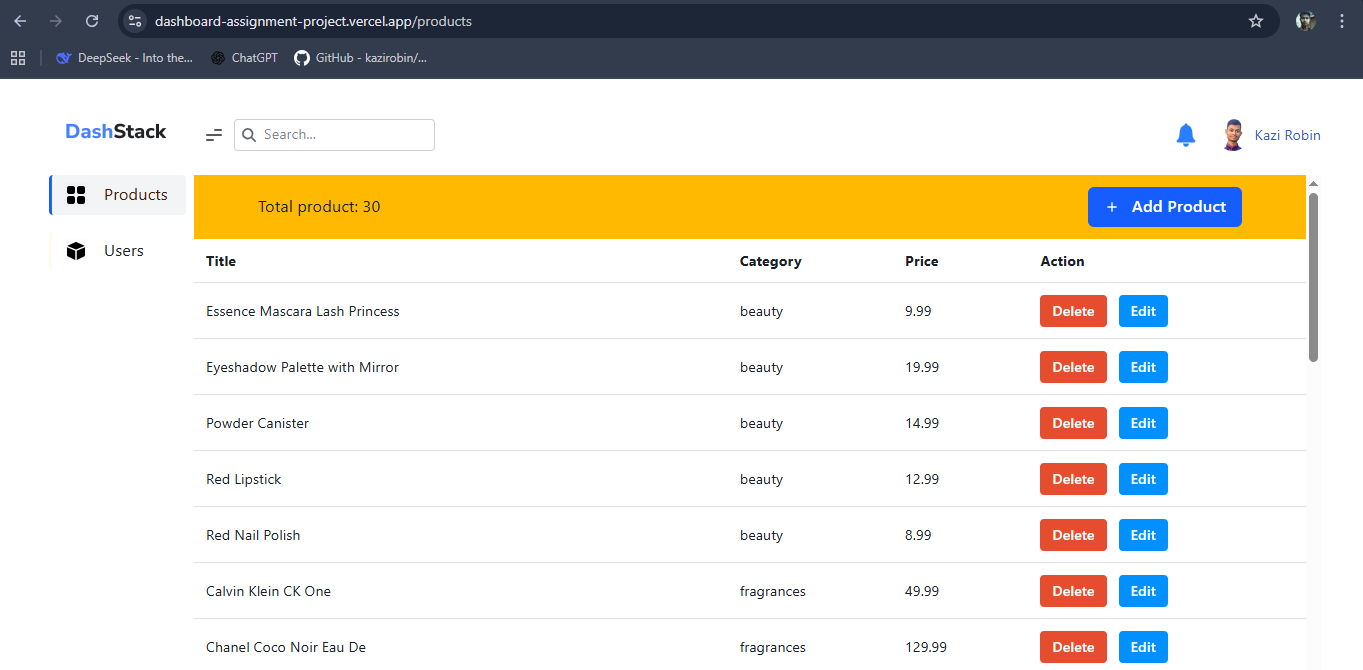 dashboard-assignment-project.vercel.app/products
DeepSeek - Into the... ChatGPT GitHub - kazirobin/...
DashStack Search... Kazi Robin
Products
Users
Total product: 30 + Add Product
Title Category Price Action
Essence Mascara Lash Princess beauty 9.99 Delete Edit
Eyeshadow Palette with Mirror beauty 19.99 Delete Edit
Powder Canister beauty 14.99 Delete Edit
Red Lipstick beauty 12.99 Delete Edit
Red Nail Polish beauty 8.99 Delete Edit
Calvin Klein CK One fragrances 49.99 Delete Edit
Chanel Coco Noir Eau De fragrances 129.99 Delete Edit